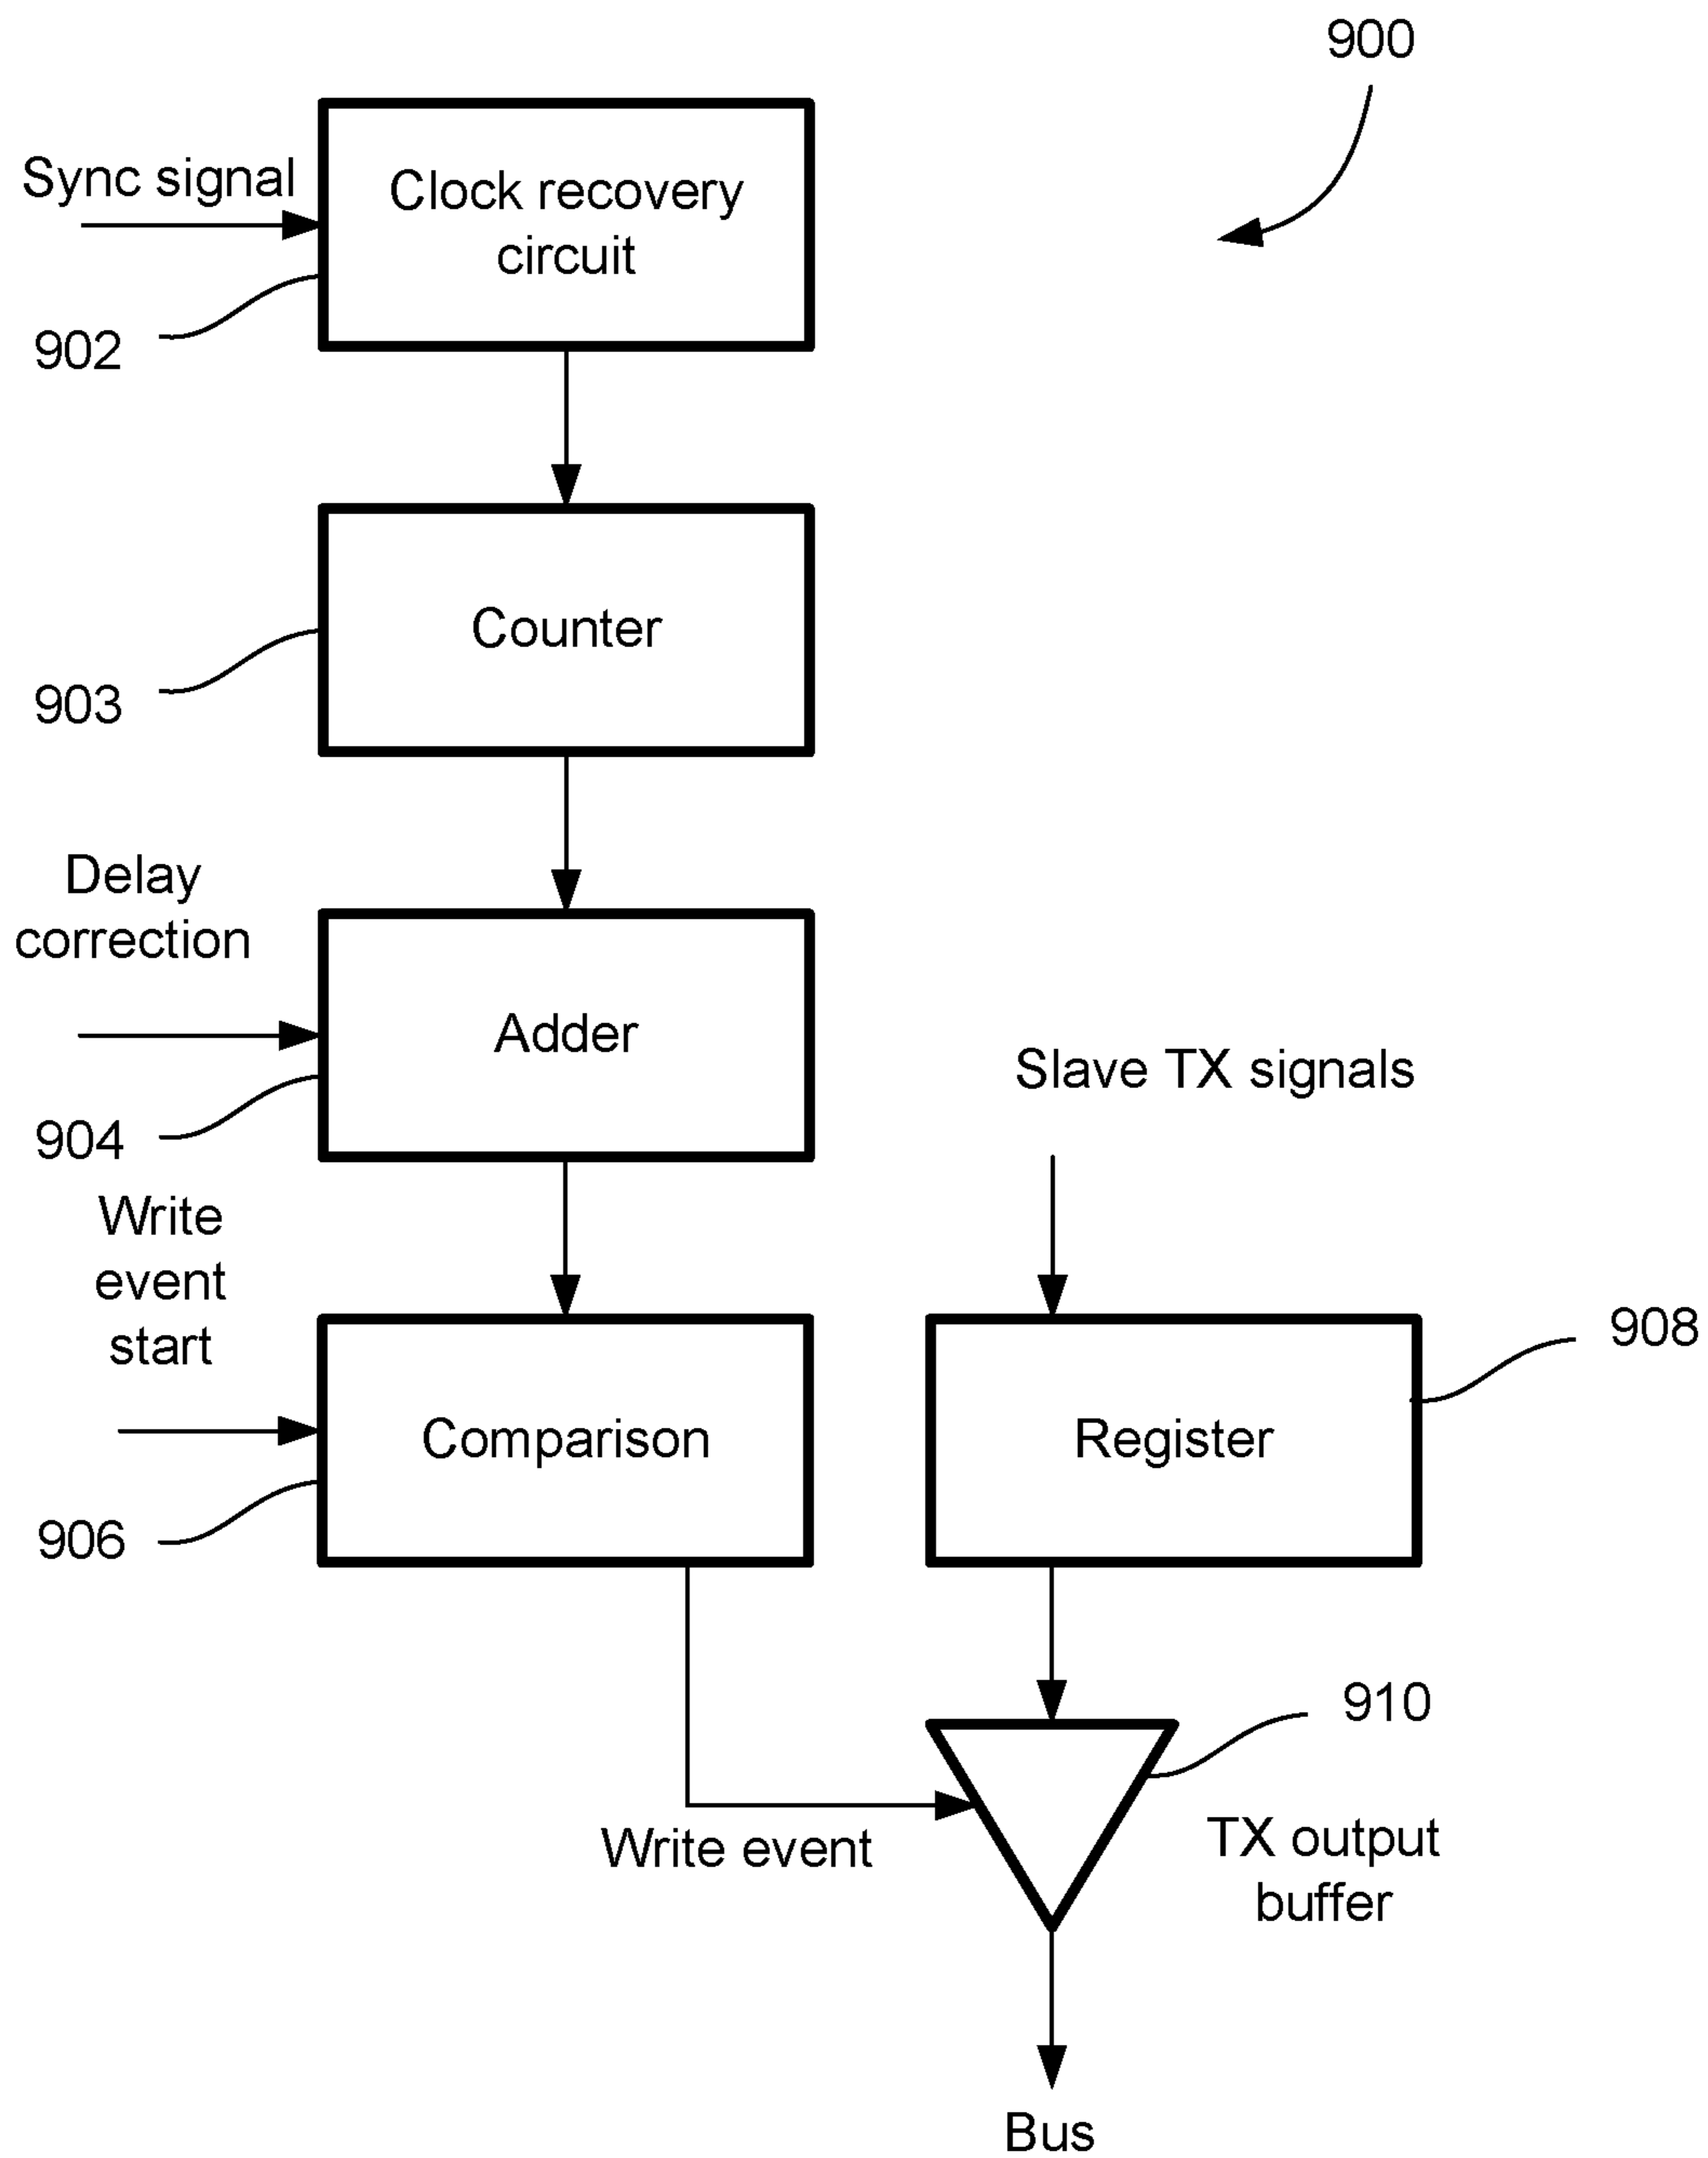 900
Sync signal
Clock recovery
circuit
902
Counter
903
Delay
correction
Adder
904
Slave TX signals
Write
event
start
908
Comparison
Register
906
910
Write event
TX output
buffer
Bus